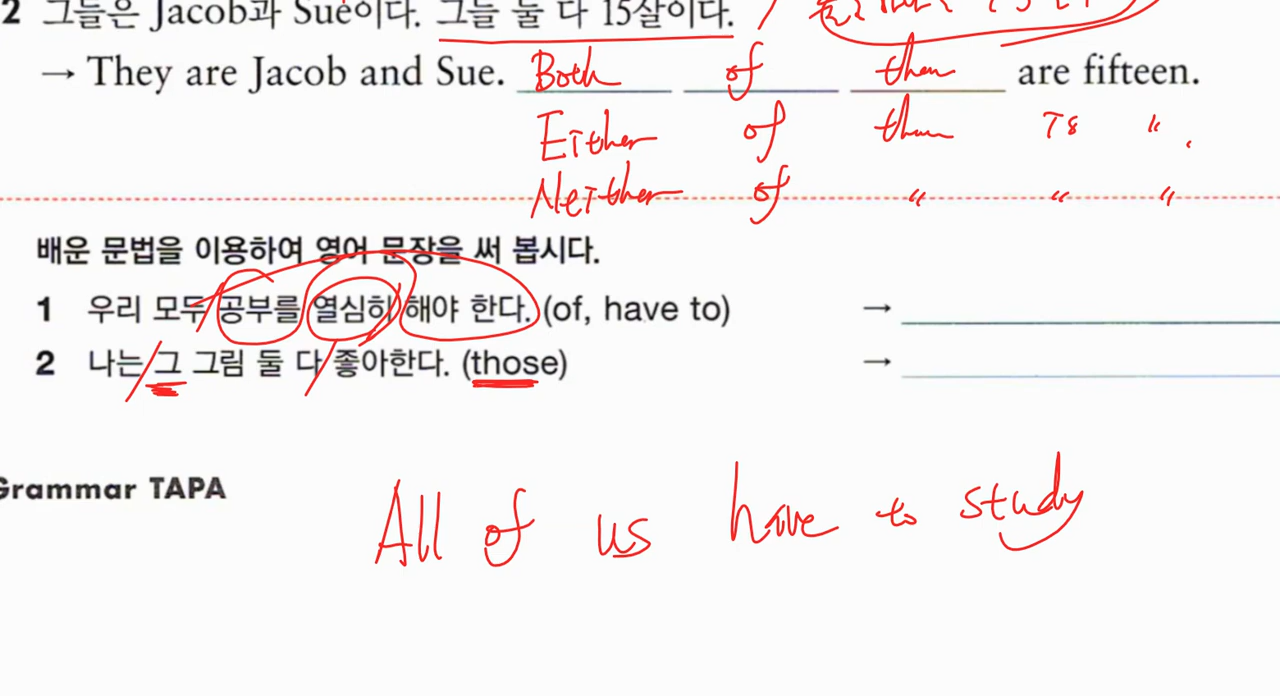 2 그들은 Jacob과 Sue이다. 그들 둘 다 15살이다.
→ They are Jacob and Sue. Both of them are fifteen.
Either of them is 〃.
Neither of 〃 〃 〃
배운 문법을 이용하여 영어 문장을 써 봅시다.
1 우리 모두 공부를 열심히 해야 한다. (of, have to) →
2 나는 그 그림 둘 다 좋아한다. (those) →
Grammar TAPA
All of us have to study